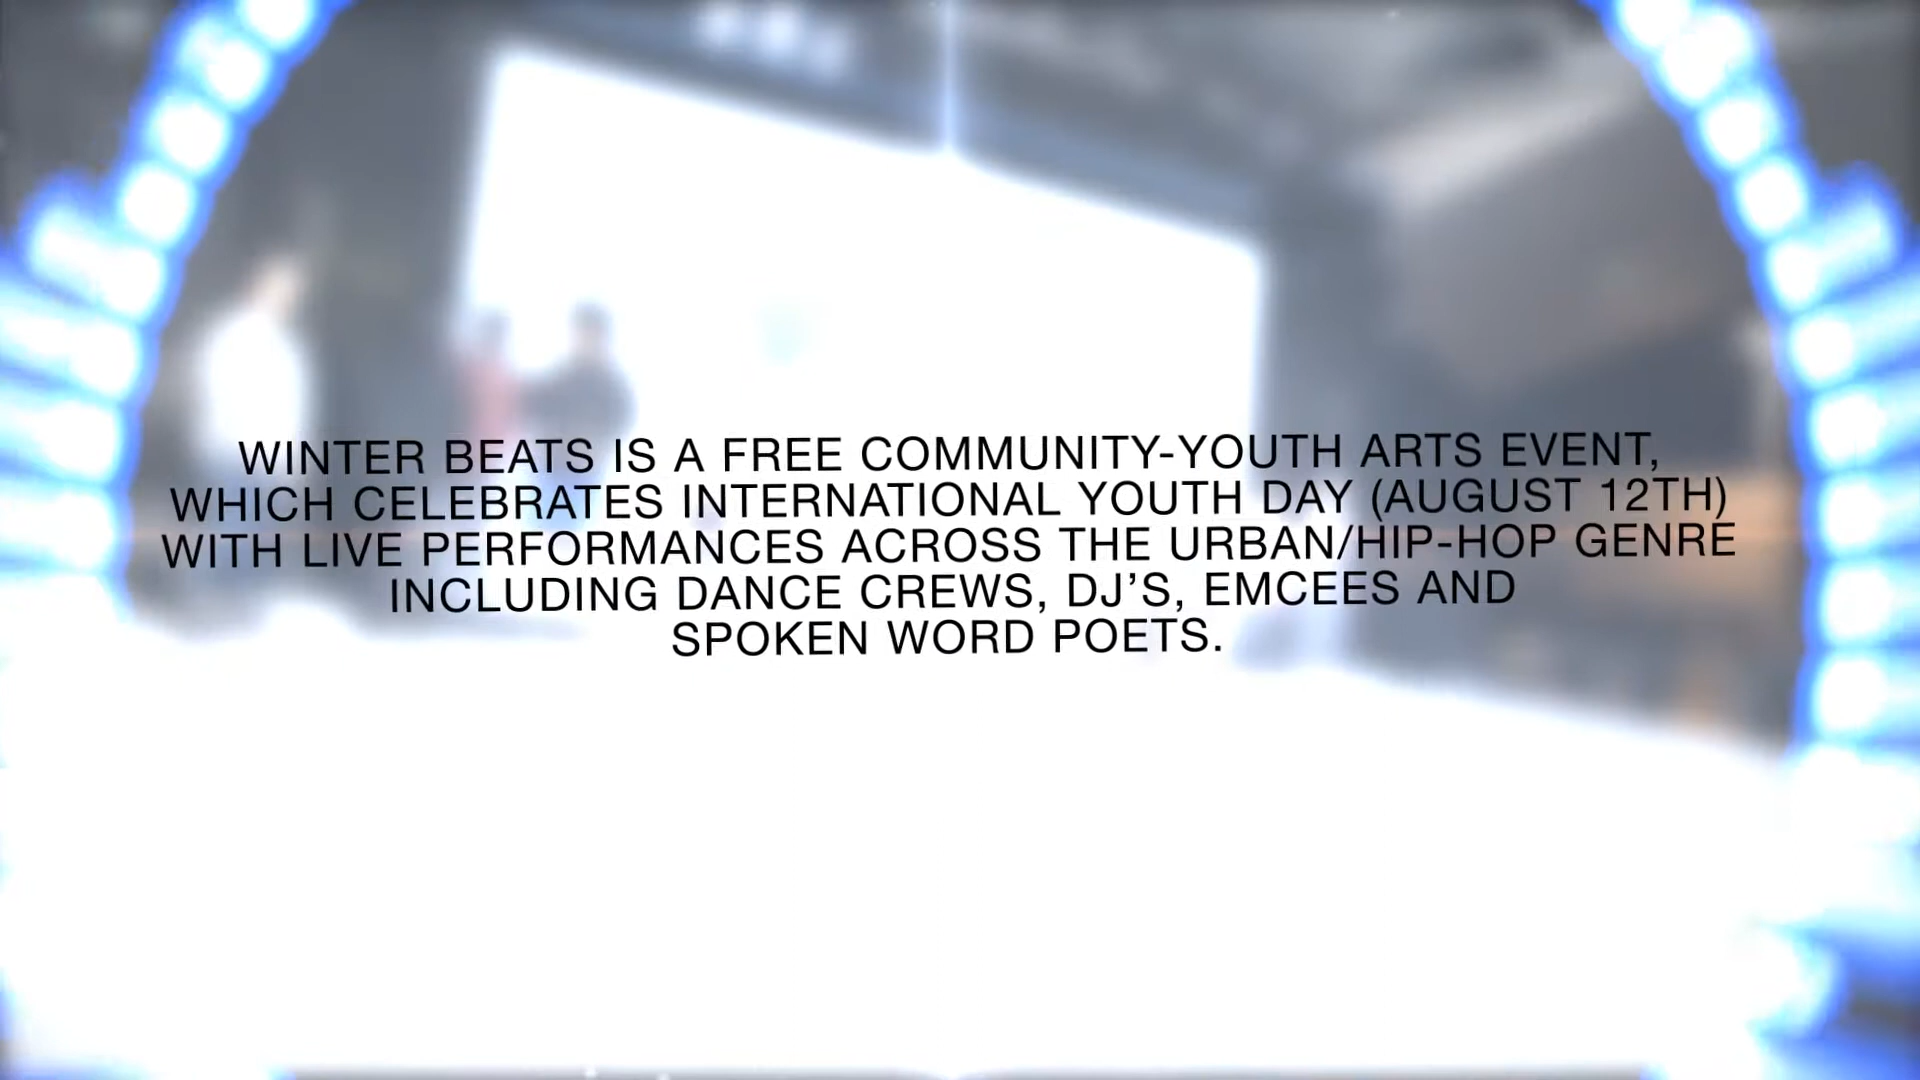 WINTER BEATS IS A FREE COMMUNITY-YOUTH ARTS EVENT,
WHICH CELEBRATES INTERNATIONAL YOUTH DAY (AUGUST 12TH)
WITH LIVE PERFORMANCES ACROSS THE URBAN/HIP-HOP GENRE
INCLUDING DANCE CREWS, DJ’S, EMCEES AND
SPOKEN WORD POETS.